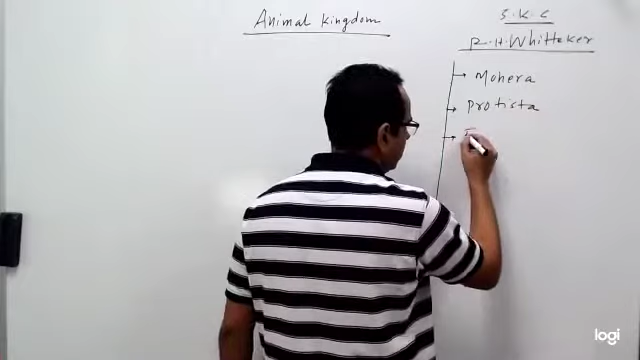 Animal kingdom
5.K.C
R.H.Whittaker
Monera
Protista
F
logi